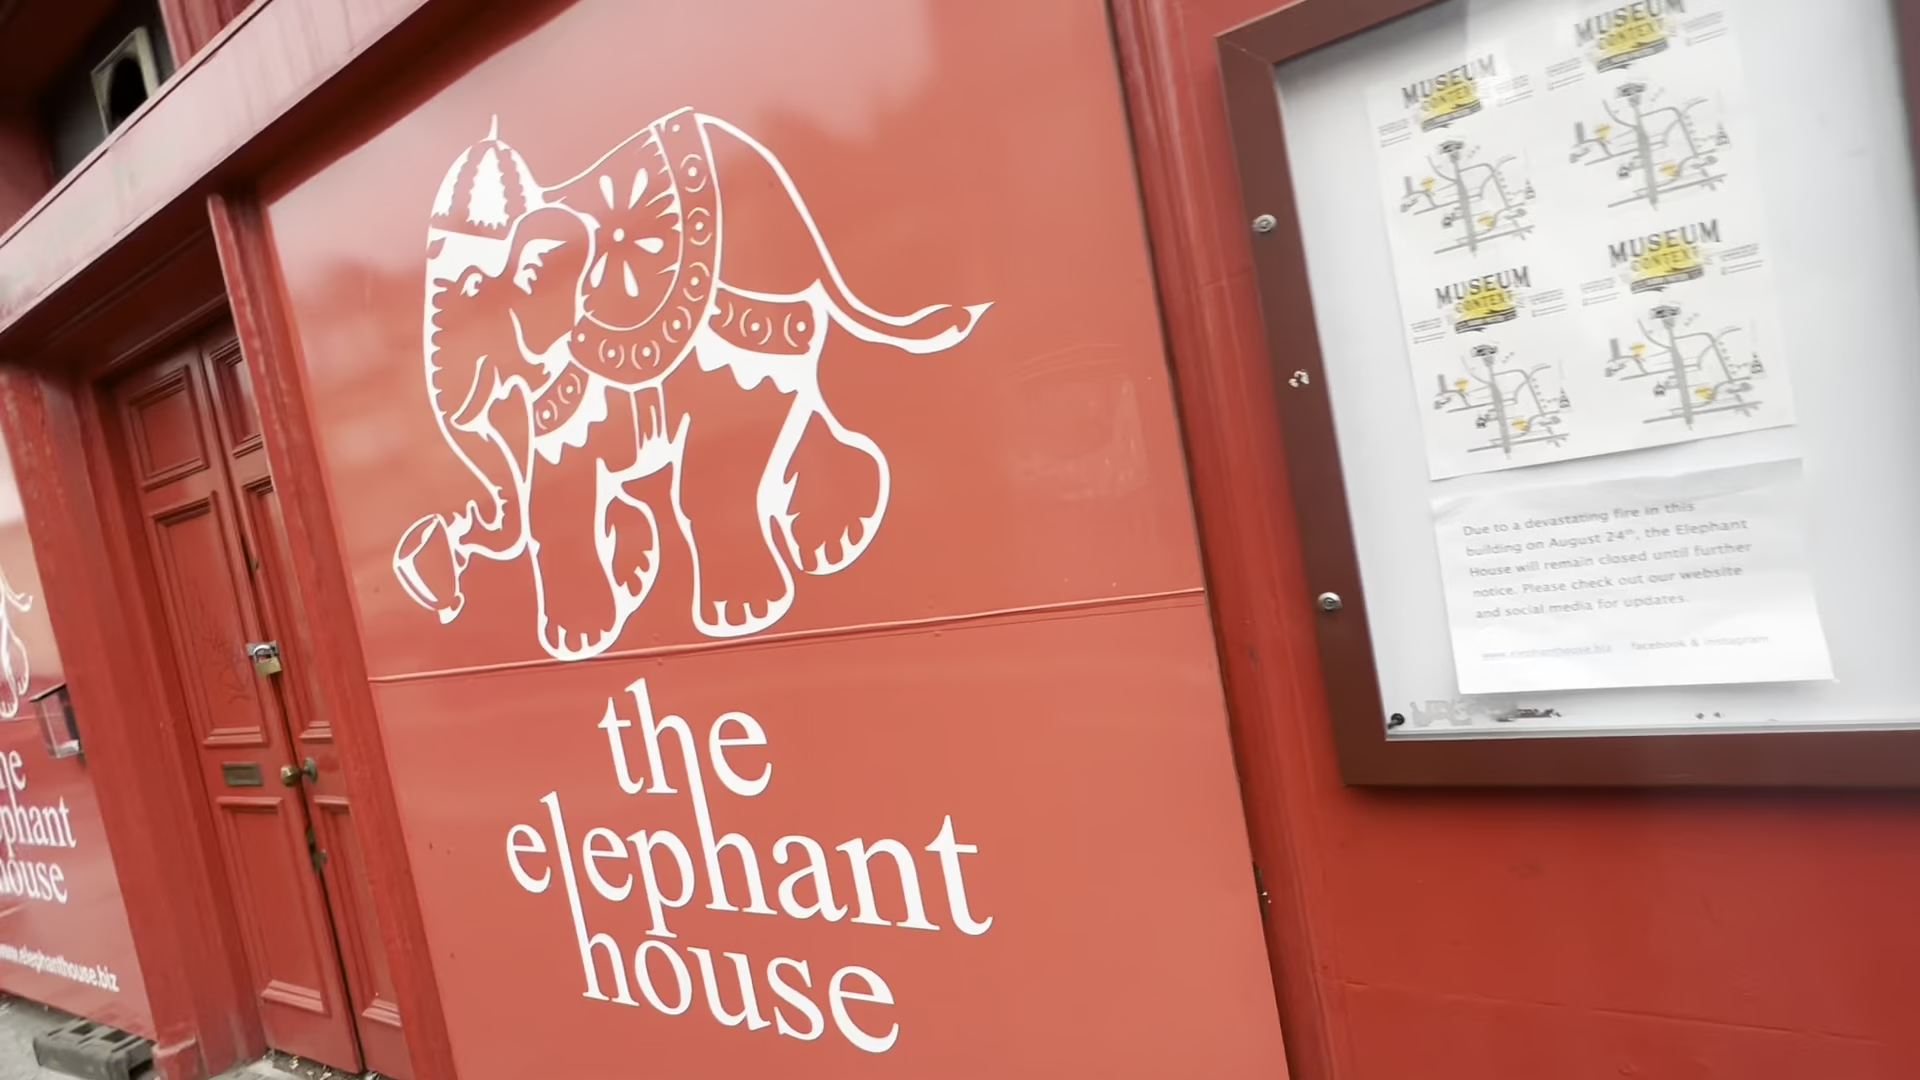 the
elephant
house
he
phant
ouse
www.elephanthouse.biz
MUSEUM
CONTEXT
MUSEUM
CONTEXT
MUSEUM
CONTEXT
MUSEUM
CONTEXT
Due to a devastating fire in this
building on August 24th, the Elephant
House will remain closed until further
notice. Please check out our website
and social media for updates.
www.elephanthouse.biz facebook & instagram